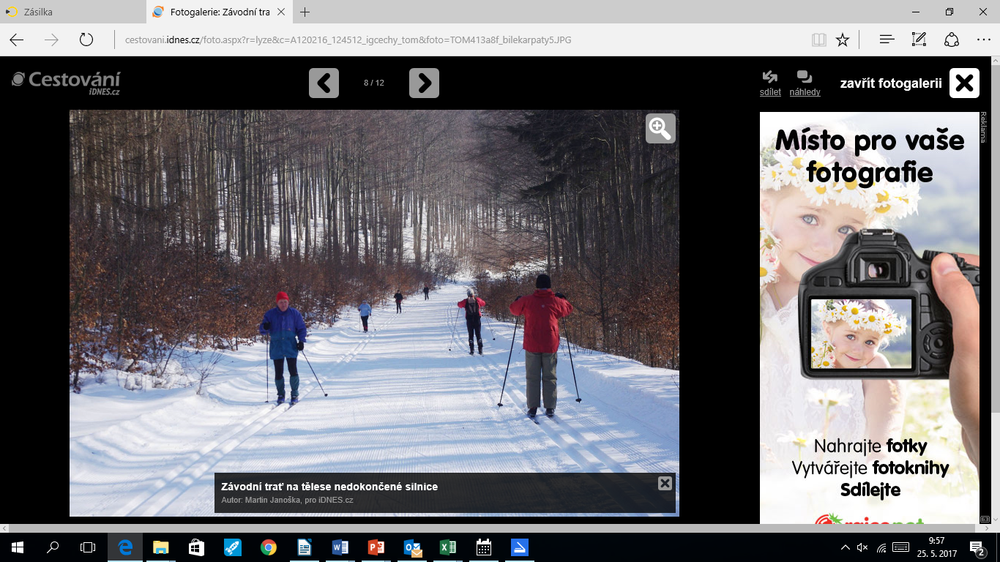 Zásilka
Fotogalerie: Závodní tra
cestovani.idnes.cz/foto.aspx?r=lyze&c=A120216_124512_igcechy_tom&foto=TOM413a8f_bilekarpaty5.JPG
Cestování
iDNES.cz
8 / 12
sdílet
náhledy
zavřít fotogalerii
Reklama
Místo pro vaše
fotografie
Nahrajte fotky
Vytvářejte fotoknihy
Sdílejte
Závodní trať na tělese nedokončené silnice
Autor: Martin Janoška, pro iDNES.cz
9:57
25. 5. 2017
2